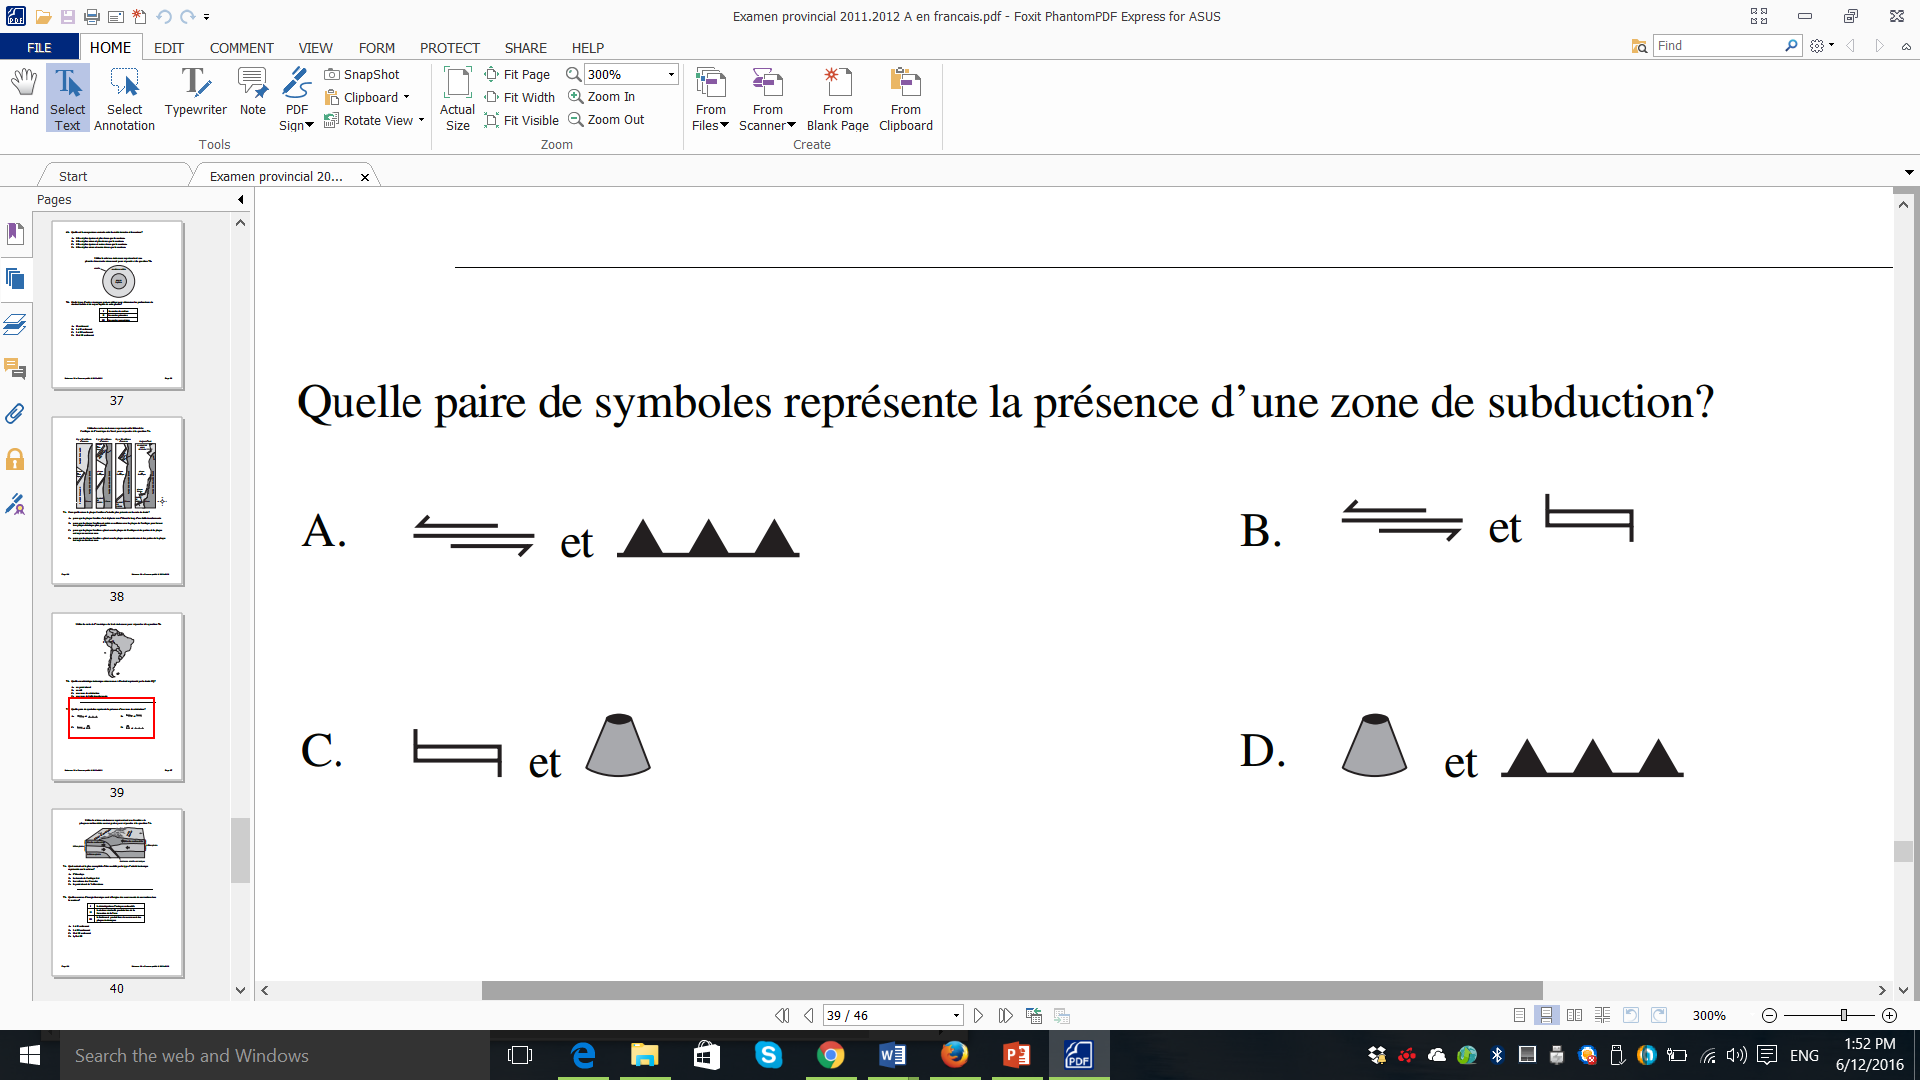 Examen provincial 2011.2012 A en francais.pdf - Foxit PhantomPDF Express for ASUS
FILE HOME EDIT COMMENT VIEW FORM PROTECT SHARE HELP
Find
Hand
Select Text
Select Annotation
Typewriter
Note
PDF Sign
SnapShot
Clipboard
Rotate View
Tools
Actual Size
Fit Page
Fit Width
Fit Visible
300%
Zoom In
Zoom Out
Zoom
From Files
From Scanner
From Blank Page
From Clipboard
Create
Start
Examen provincial 20...
Pages
37
38
39
40
Quelle paire de symboles représente la présence d’une zone de subduction?
A. et
B. et
C. et
D. et
39 / 46
300%
Search the web and Windows
ENG
1:52 PM
6/12/2016